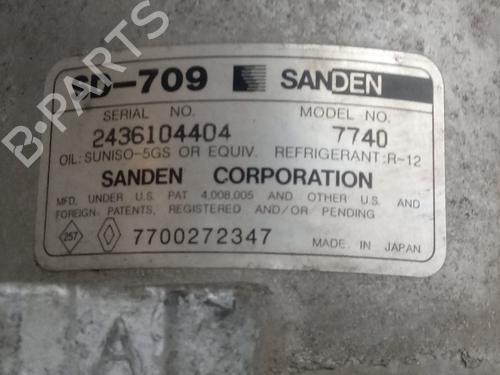 SD-709 SANDEN
SERIAL NO. MODEL NO.
2436104404 7740
OIL: SUNISO-5GS OR EQUIV. REFRIGERANT:R-12
SANDEN CORPORATION
MFD. UNDER U.S. PAT 4,008,005 AND OTHER U.S. AND
FOREIGN PATENTS, REGISTERED AND/OR PENDING
257 7700272347 MADE IN JAPAN
A
B-PARTS